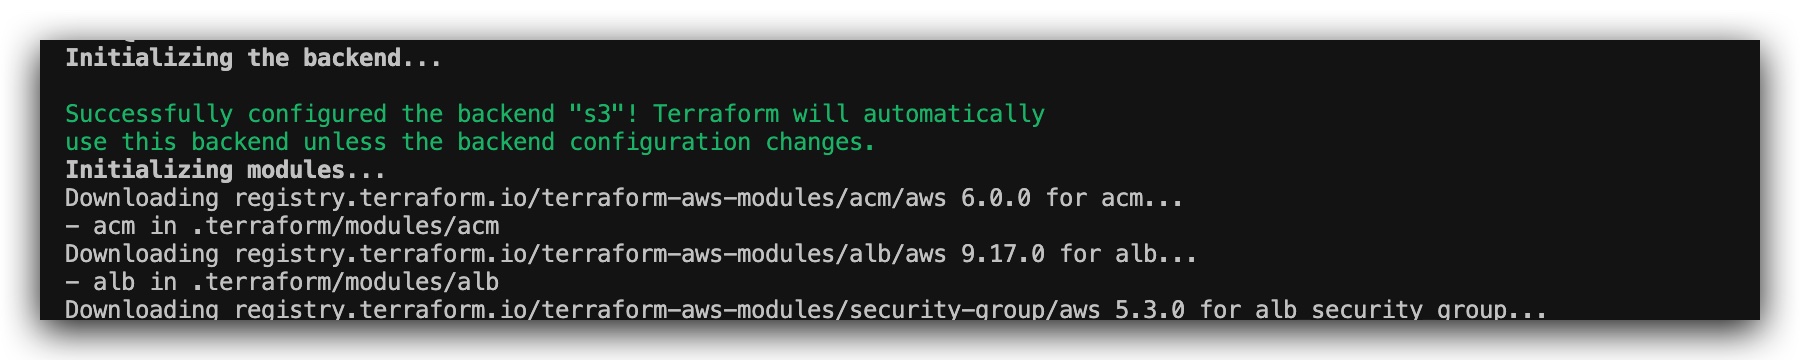 Initializing the backend...
Successfully configured the backend "s3"! Terraform will automatically
use this backend unless the backend configuration changes.
Initializing modules...
Downloading registry.terraform.io/terraform-aws-modules/acm/aws 6.0.0 for acm...
- acm in .terraform/modules/acm
Downloading registry.terraform.io/terraform-aws-modules/alb/aws 9.17.0 for alb...
- alb in .terraform/modules/alb
Downloading registry.terraform.io/terraform-aws-modules/security-group/aws 5.3.0 for alb_security_group...